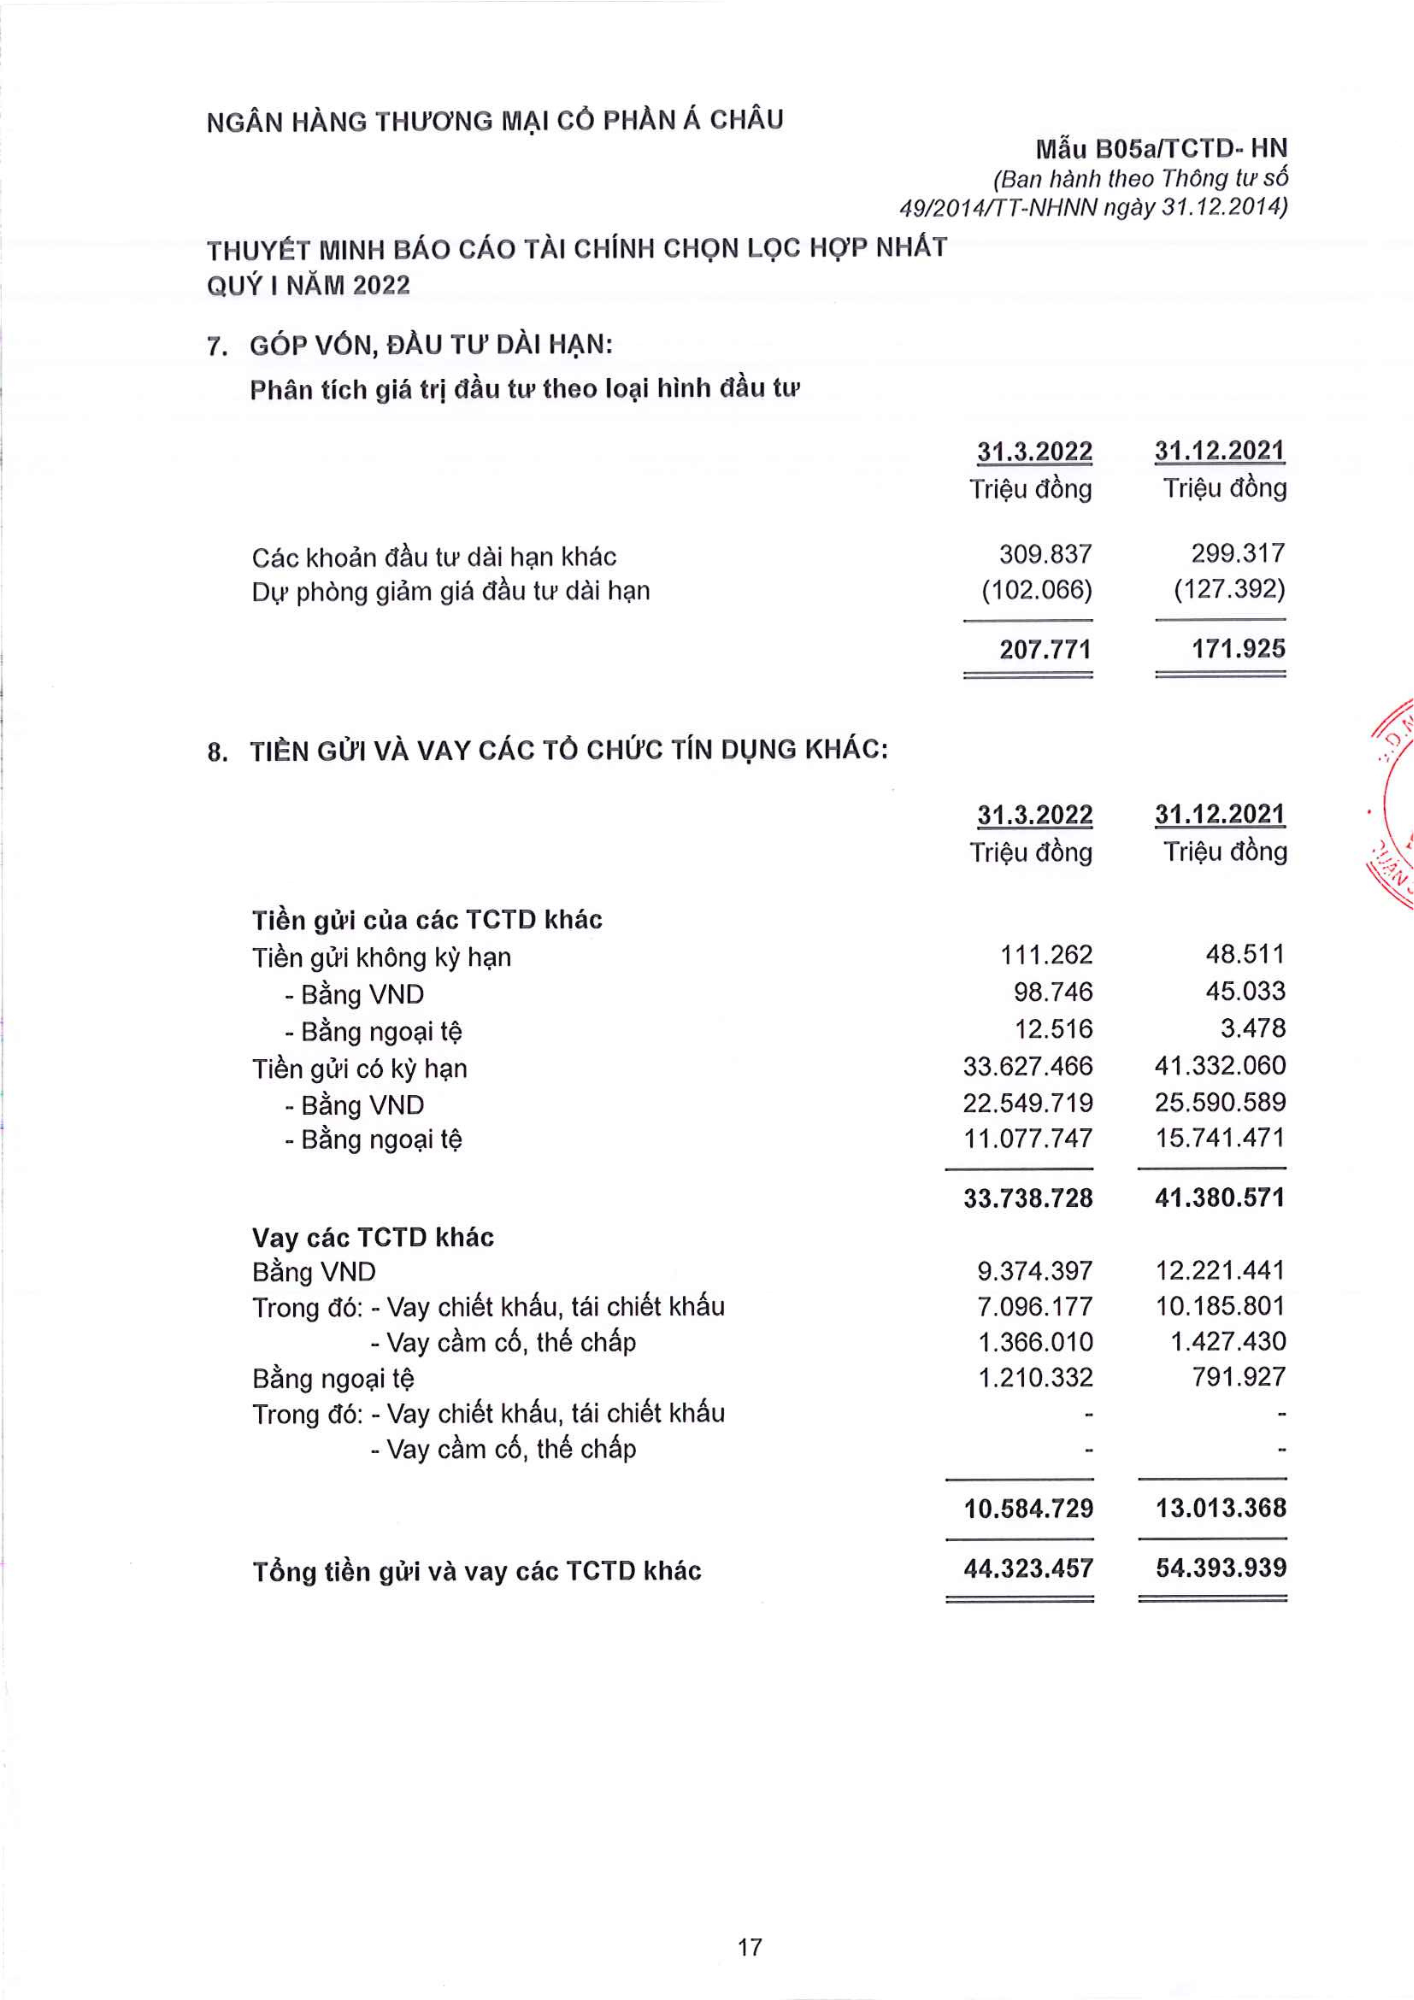 NGÂN HÀNG THƯƠNG MẠI CỔ PHẦN Á CHÂU
Mẫu B05a/TCTD- HN
(Ban hành theo Thông tư số
49/2014/TT-NHNN ngày 31.12.2014)
THUYẾT MINH BÁO CÁO TÀI CHÍNH CHỌN LỌC HỢP NHẤT
QUÝ I NĂM 2022
7. GÓP VỐN, ĐẦU TƯ DÀI HẠN:
Phân tích giá trị đầu tư theo loại hình đầu tư
31.3.2022 31.12.2021
Triệu đồng Triệu đồng
Các khoản đầu tư dài hạn khác 309.837 299.317
Dự phòng giảm giá đầu tư dài hạn (102.066) (127.392)
207.771 171.925
8. TIỀN GỬI VÀ VAY CÁC TỔ CHỨC TÍN DỤNG KHÁC:
31.3.2022 31.12.2021
Triệu đồng Triệu đồng
Tiền gửi của các TCTD khác
Tiền gửi không kỳ hạn 111.262 48.511
- Bằng VND 98.746 45.033
- Bằng ngoại tệ 12.516 3.478
Tiền gửi có kỳ hạn 33.627.466 41.332.060
- Bằng VND 22.549.719 25.590.589
- Bằng ngoại tệ 11.077.747 15.741.471
33.738.728 41.380.571
Vay các TCTD khác
Bằng VND 9.374.397 12.221.441
Trong đó: - Vay chiết khấu, tái chiết khấu 7.096.177 10.185.801
- Vay cầm cố, thế chấp 1.366.010 1.427.430
Bằng ngoại tệ 1.210.332 791.927
Trong đó: - Vay chiết khấu, tái chiết khấu - -
- Vay cầm cố, thế chấp - -
10.584.729 13.013.368
Tổng tiền gửi và vay các TCTD khác 44.323.457 54.393.939
17